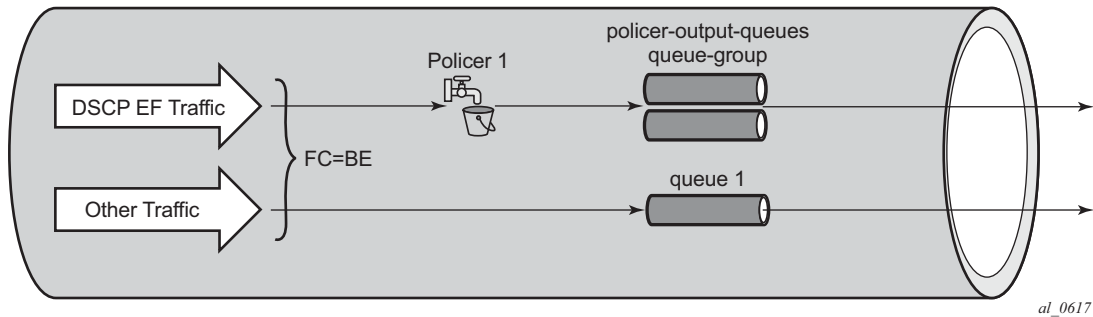 policer-output-queues
queue-group
Policer 1
DSCP EF Traffic
FC=BE
queue 1
Other Traffic
al_0617